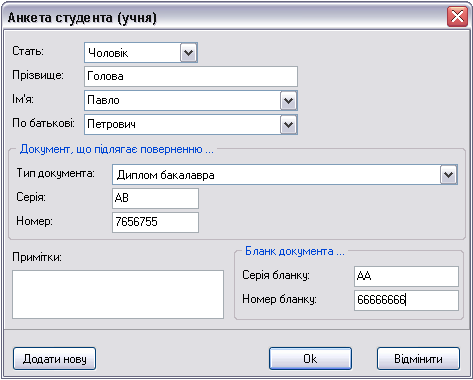 Анкета студента (учня)
Стать: Чоловік
Прізвище: Голова
Ім'я: Павло
По батькові: Петрович
Документ, що підлягає поверненню ...
Тип документа: Диплом бакалавра
Серія: АВ
Номер: 7656755
Примітки:
Бланк документа ...
Серія бланку: АА
Номер бланку: 66666666
Додати нову Ok Відмінити